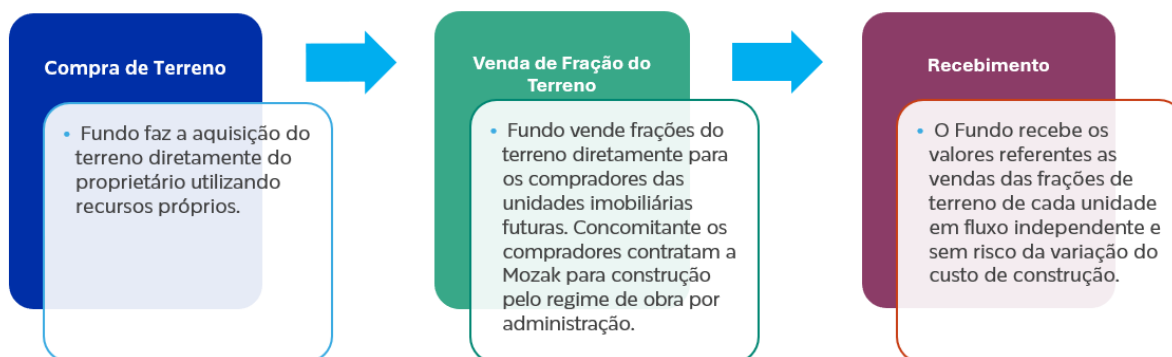 Compra de Terreno
• Fundo faz a aquisição do
terreno diretamente do
proprietário utilizando
recursos próprios.
Venda de Fração do
Terreno
• Fundo vende frações do
terreno diretamente para
os compradores das
unidades imobiliárias
futuras. Concomitante os
compradores contratam a
Mozak para construção
pelo regime de obra por
administração.
Recebimento
• O Fundo recebe os
valores referentes as
vendas das frações de
terreno de cada unidade
em fluxo independente e
sem risco da variação do
custo de construção.